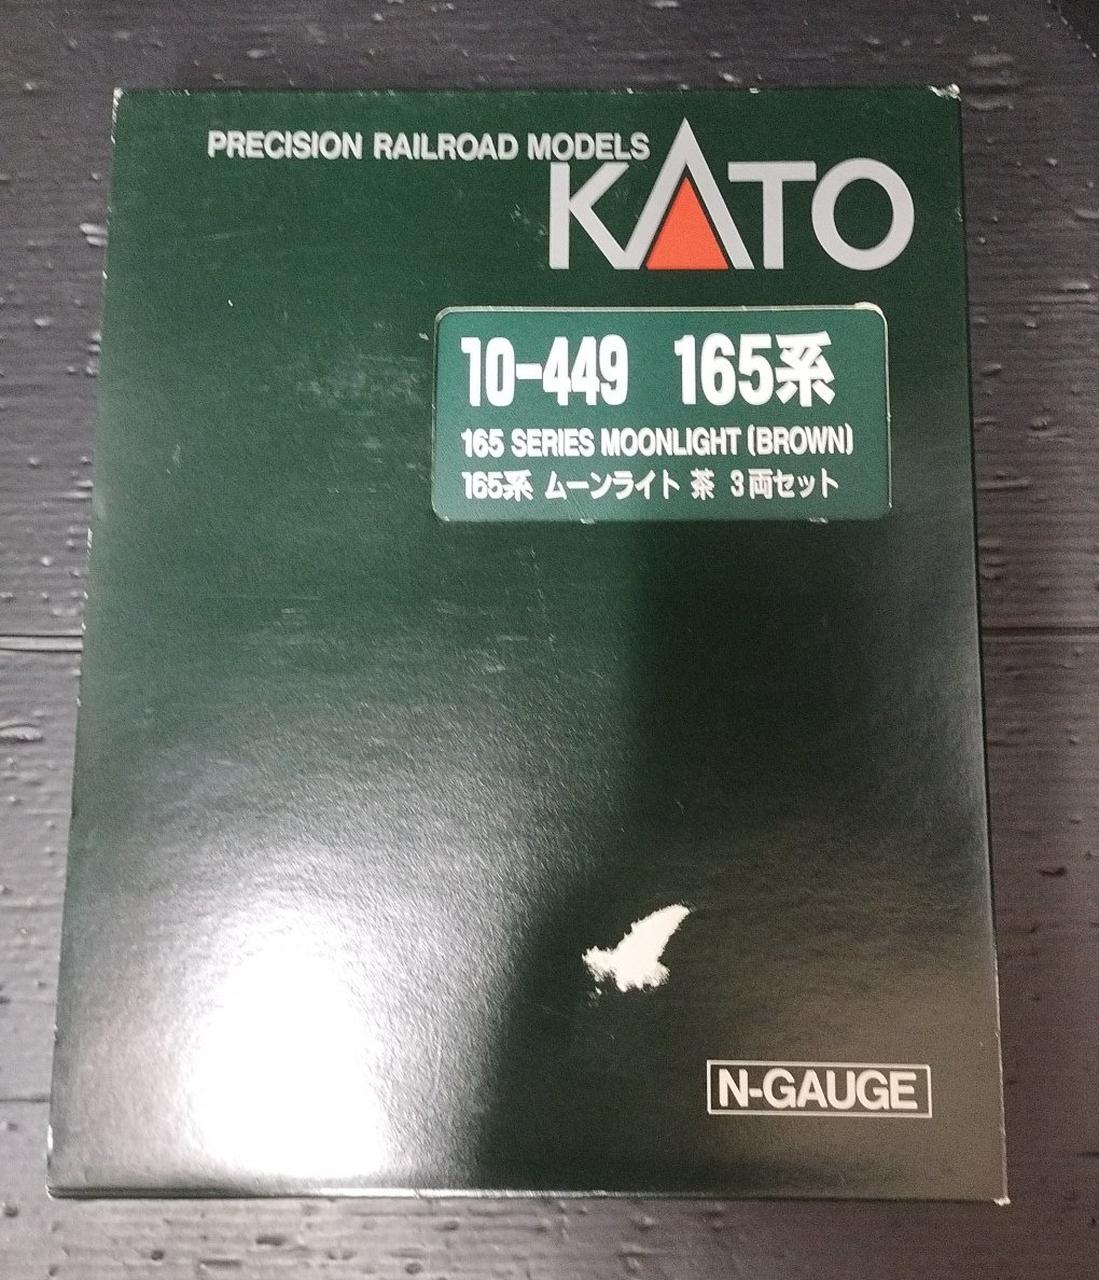 PRECISION RAILROAD MODELS
KATO
10-449 165系
165 SERIES MOONLIGHT (BROWN)
165系 ムーンライト 茶 3両セット
N-GAUGE